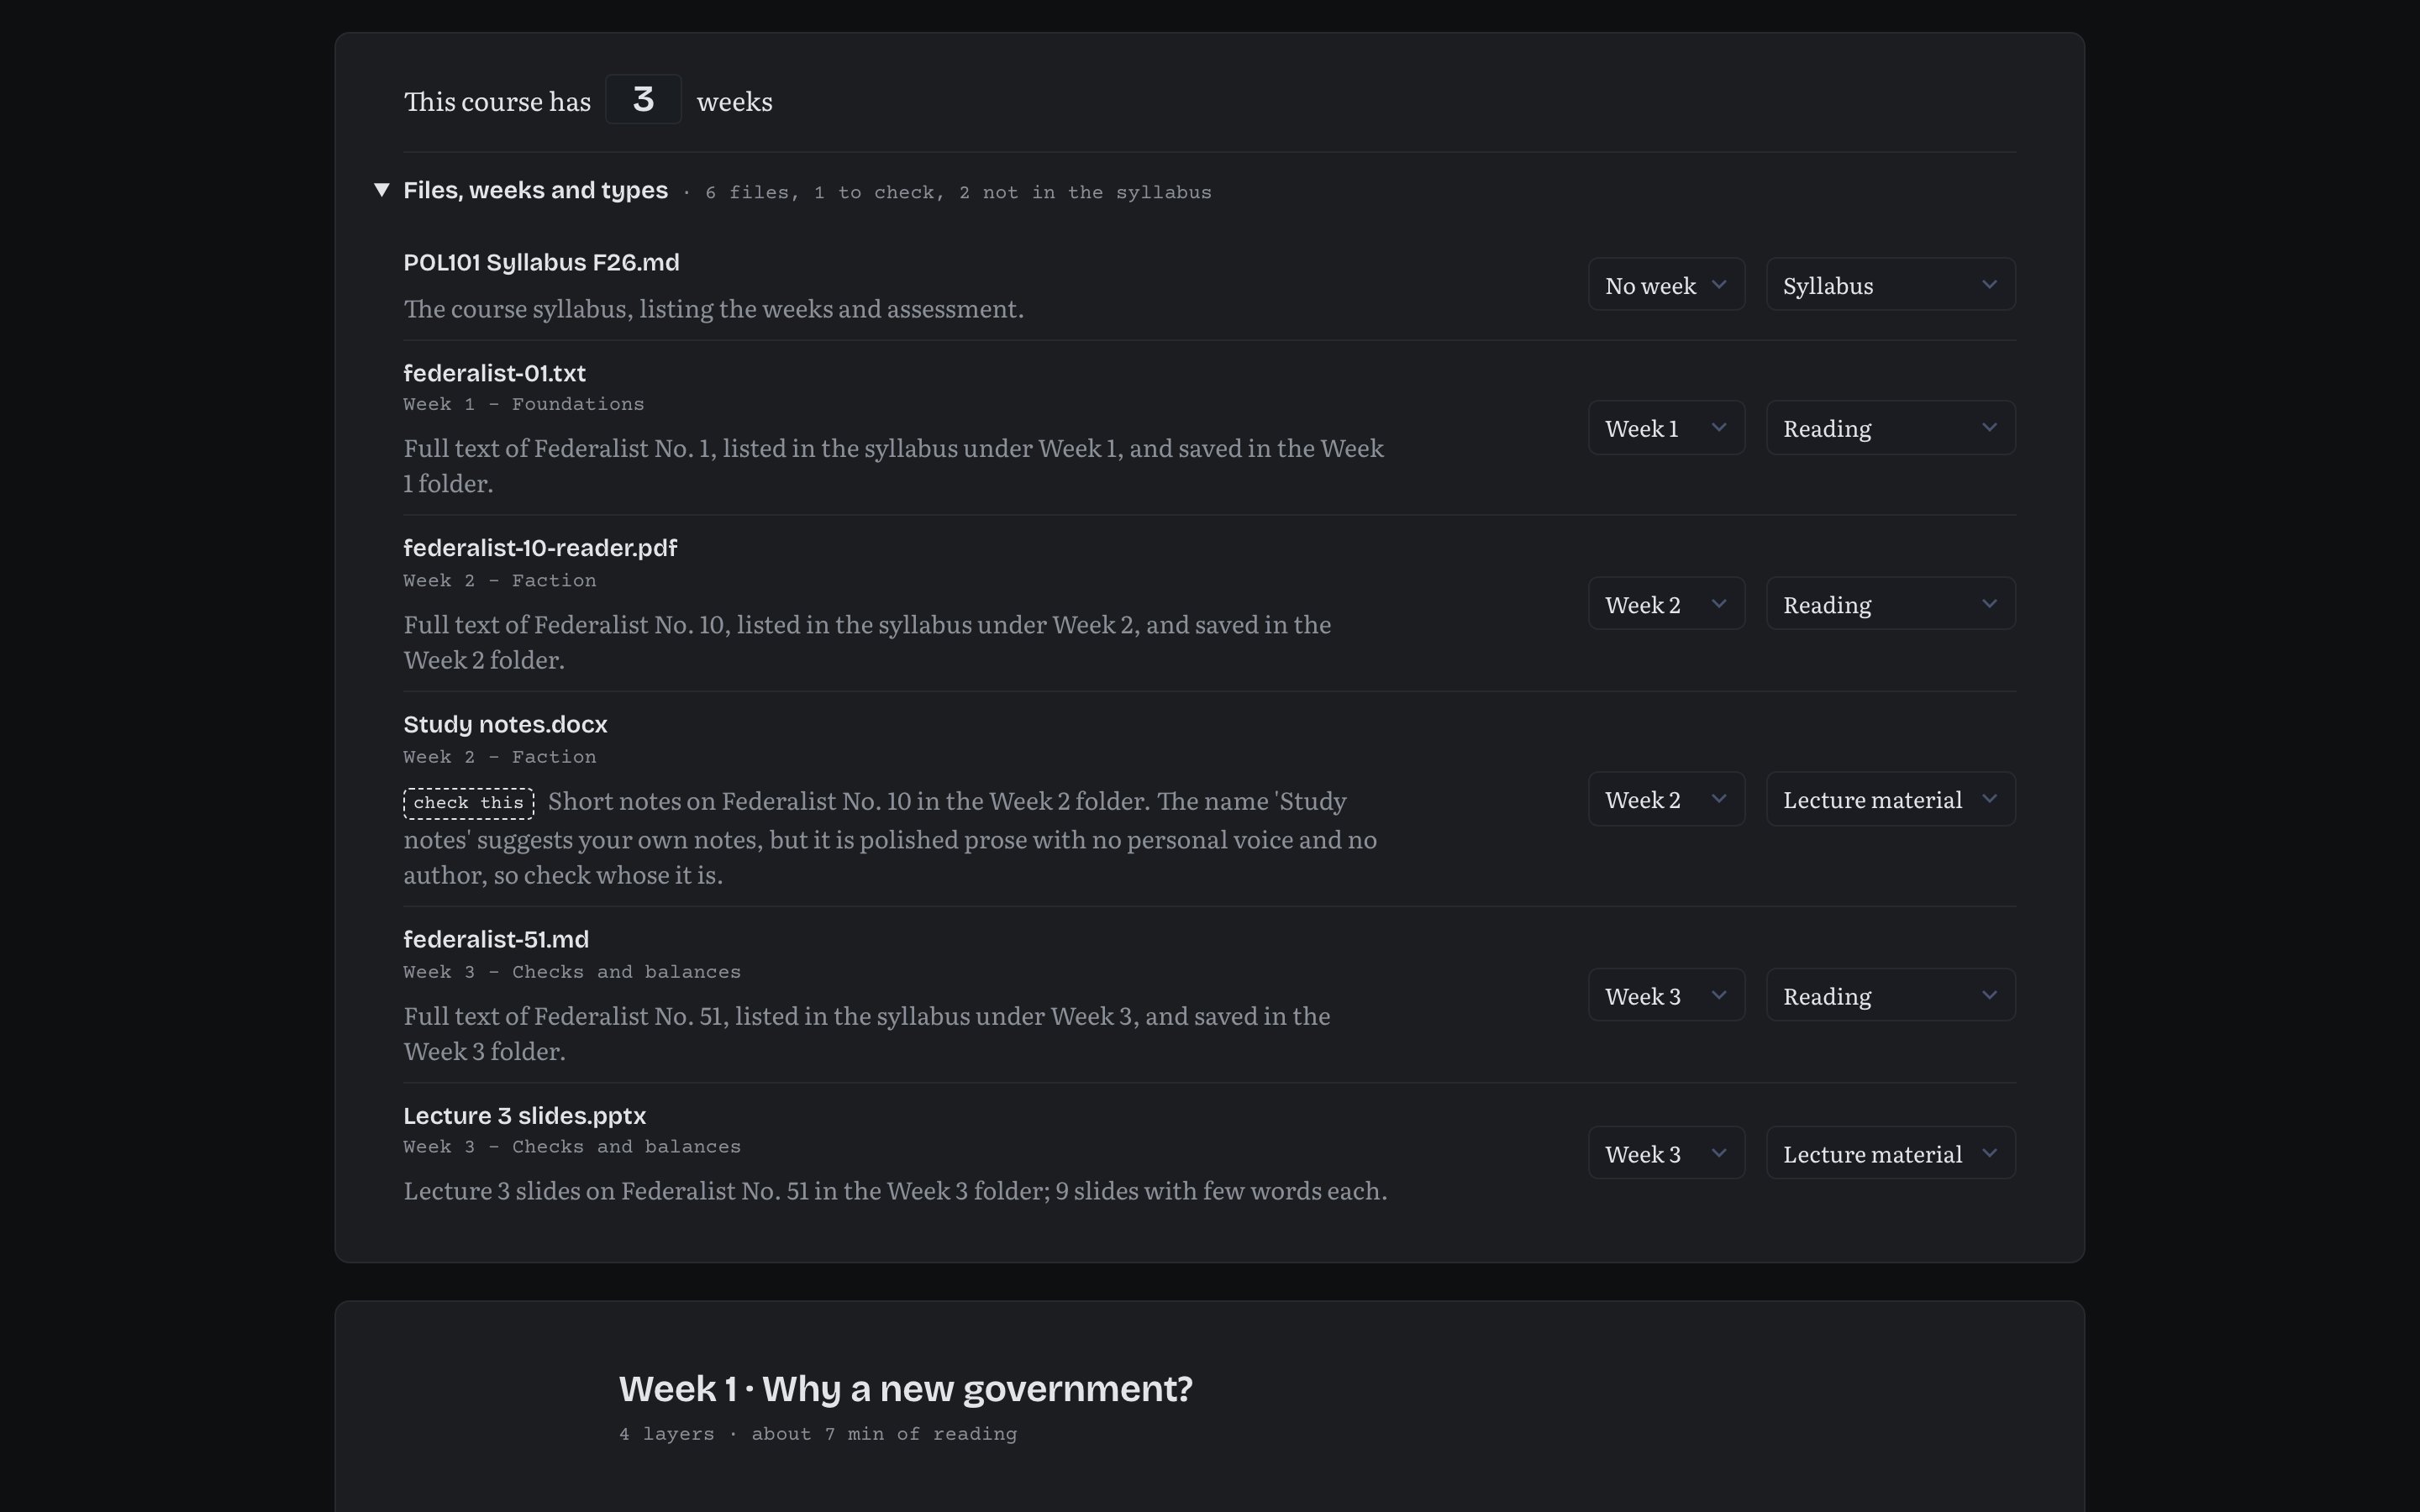 This course has 3 weeks
▼ Files, weeks and types · 6 files, 1 to check, 2 not in the syllabus
POL101 Syllabus F26.md
The course syllabus, listing the weeks and assessment.
No week
Syllabus
federalist-01.txt
Week 1 – Foundations
Full text of Federalist No. 1, listed in the syllabus under Week 1, and saved in the Week
1 folder.
Week 1
Reading
federalist-10-reader.pdf
Week 2 – Faction
Full text of Federalist No. 10, listed in the syllabus under Week 2, and saved in the
Week 2 folder.
Week 2
Reading
Study notes.docx
Week 2 – Faction
check this Short notes on Federalist No. 10 in the Week 2 folder. The name 'Study
notes' suggests your own notes, but it is polished prose with no personal voice and no
author, so check whose it is.
Week 2
Lecture material
federalist-51.md
Week 3 – Checks and balances
Full text of Federalist No. 51, listed in the syllabus under Week 3, and saved in the
Week 3 folder.
Week 3
Reading
Lecture 3 slides.pptx
Week 3 – Checks and balances
Lecture 3 slides on Federalist No. 51 in the Week 3 folder; 9 slides with few words each.
Week 3
Lecture material
Week 1 · Why a new government?
4 layers · about 7 min of reading